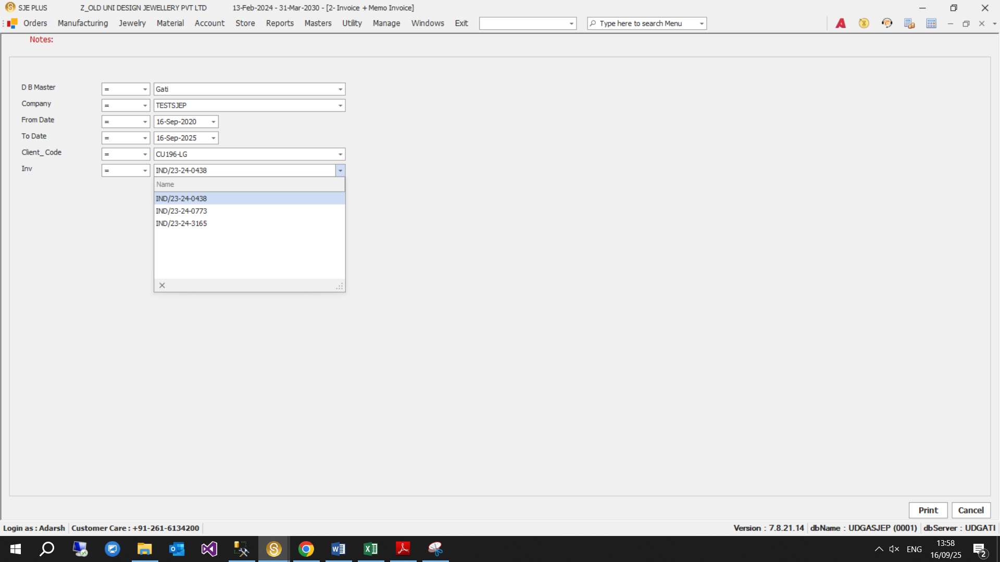 SJE PLUS Z_OLD UNI DESIGN JEWELLERY PVT LTD 13-Feb-2024 - 31-Mar-2030 - [2- Invoice + Memo Invoice]
Orders Manufacturing Jewelry Material Account Store Reports Masters Utility Manage Windows Exit Type here to search Menu
Notes:
D B Master = Gati
Company = TESTSJEP
From Date = 16-Sep-2020
To Date = 16-Sep-2025
Client_ Code = CU196-LG
Inv = IND/23-24-0438
Name
IND/23-24-0438
IND/23-24-0773
IND/23-24-3165
Print Cancel
Login as : Adarsh Customer Care : +91-261-6134200 Version : 7.8.21.14 dbName : UDGASJEP (0001) dbServer : UDGATI
ENG 13:58
16/09/25 2